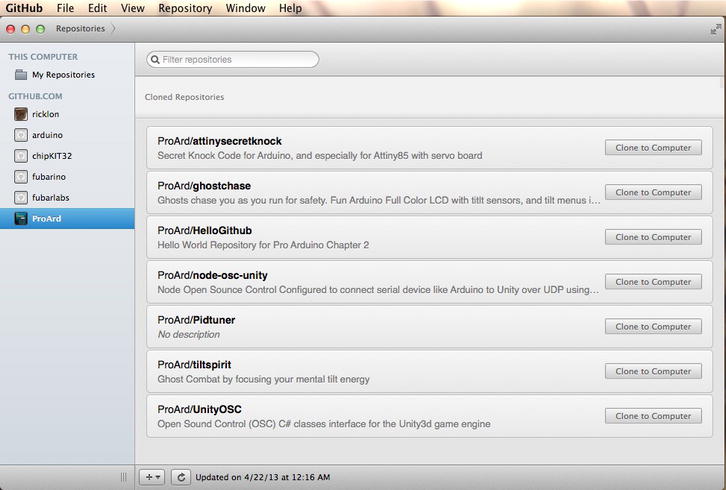 GitHub File Edit View Repository Window Help
Repositories
THIS COMPUTER
My Repositories
GITHUB.COM
ricklon
arduino
chipKIT32
fubarino
fubarlabs
ProArd
Filter repositories
Cloned Repositories
ProArd/attinysecretknock
Secret Knock Code for Arduino, and especially for Attiny85 with servo board
Clone to Computer
ProArd/ghostchase
Ghosts chase you as you run for safety. Fun Arduino Full Color LCD with titlt sensors, and tilt menus i...
Clone to Computer
ProArd/HelloGithub
Hello World Repository for Pro Arduino Chapter 2
Clone to Computer
ProArd/node-osc-unity
Node Open Sounce Control Configured to connect serial device like Arduino to Unity over UDP using...
Clone to Computer
ProArd/Pidtuner
No description
Clone to Computer
ProArd/tiltspirit
Ghost Combat by focusing your mental tilt energy
Clone to Computer
ProArd/UnityOSC
Open Sound Control (OSC) C# classes interface for the Unity3d game engine
Clone to Computer
Updated on 4/22/13 at 12:16 AM